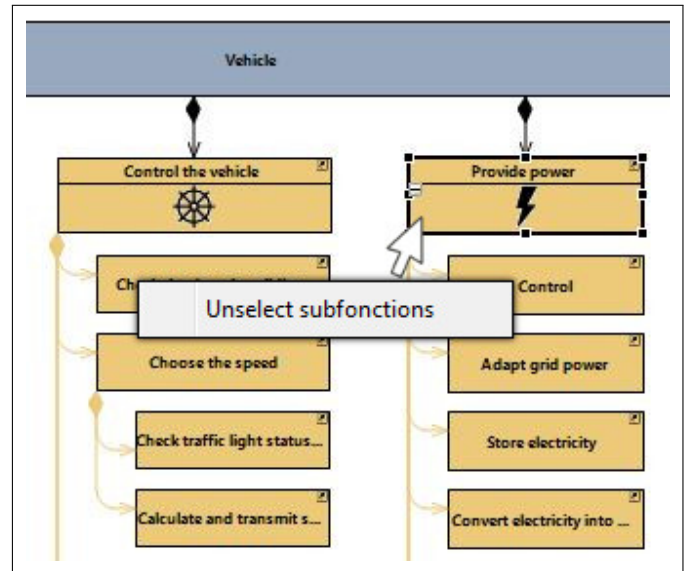 Vehicle
Control the vehicle
Provide power
Control
Unselect subfonctions
Choose the speed
Adapt grid power
Check traffic light status...
Store electricity
Calculate and transmit s...
Convert electricity into ...